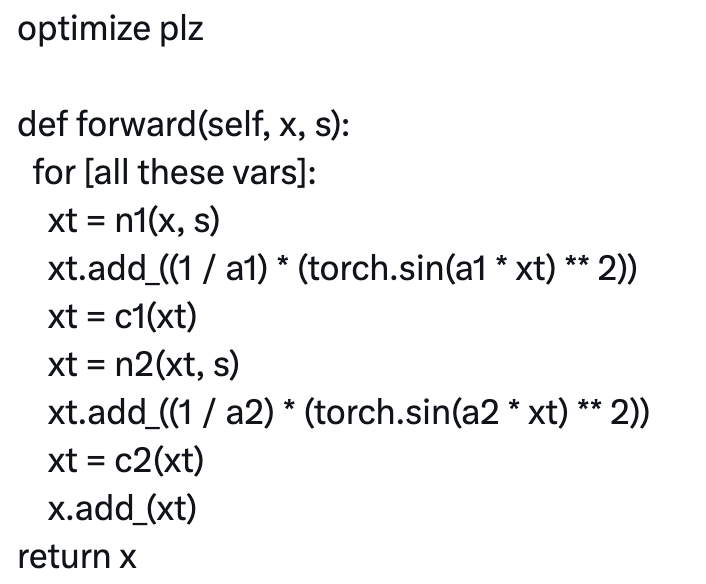 optimize plz
def forward(self, x, s):
for [all these vars]:
xt = n1(x, s)
xt.add_((1 / a1) * (torch.sin(a1 * xt) ** 2))
xt = c1(xt)
xt = n2(xt, s)
xt.add_((1 / a2) * (torch.sin(a2 * xt) ** 2))
xt = c2(xt)
x.add_(xt)
return x